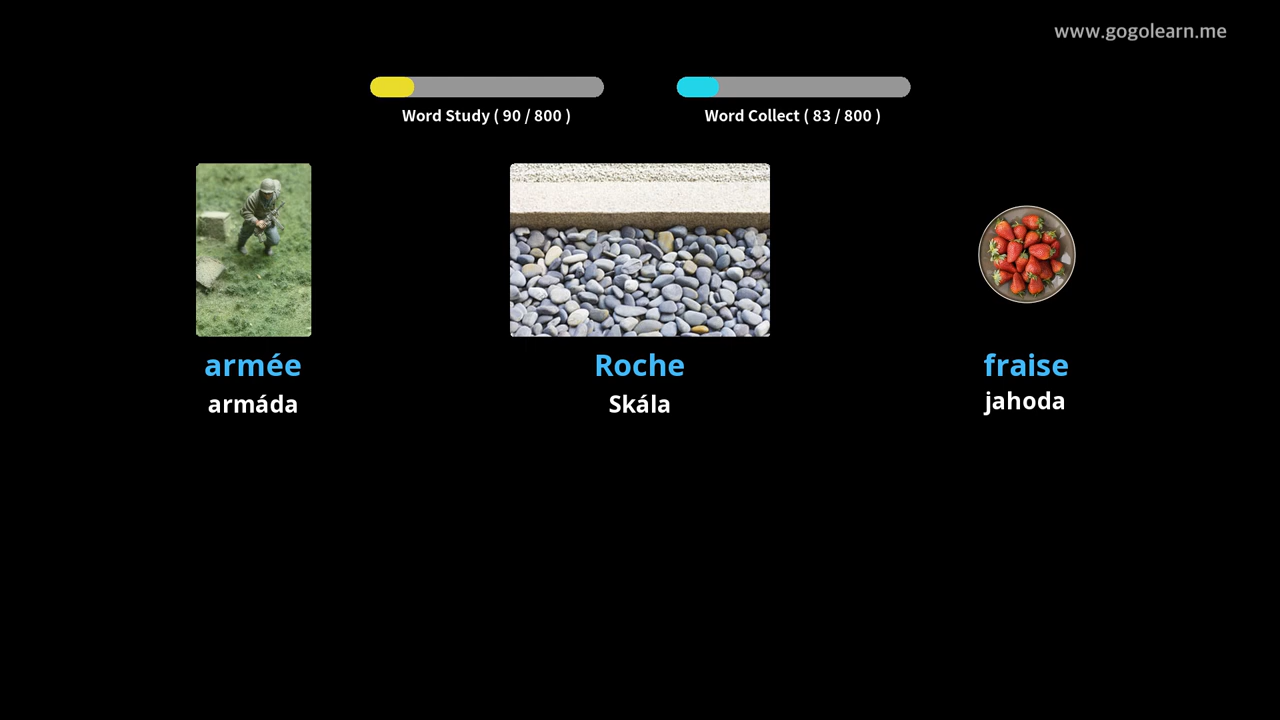 www.gogolearn.me
Word Study ( 90 / 800 )
Word Collect ( 83 / 800 )
armée
armáda
Roche
Skála
fraise
jahoda